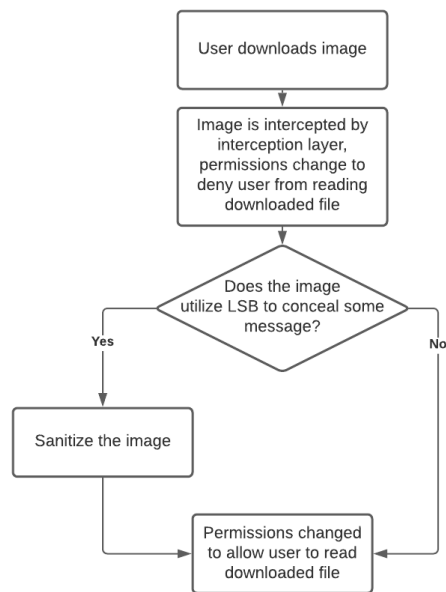 User downloads image
Image is intercepted by
interception layer,
permissions change to
deny user from reading
downloaded file
Does the image
utilize LSB to conceal some
message?
Yes
No
Sanitize the image
Permissions changed
to allow user to read
downloaded file